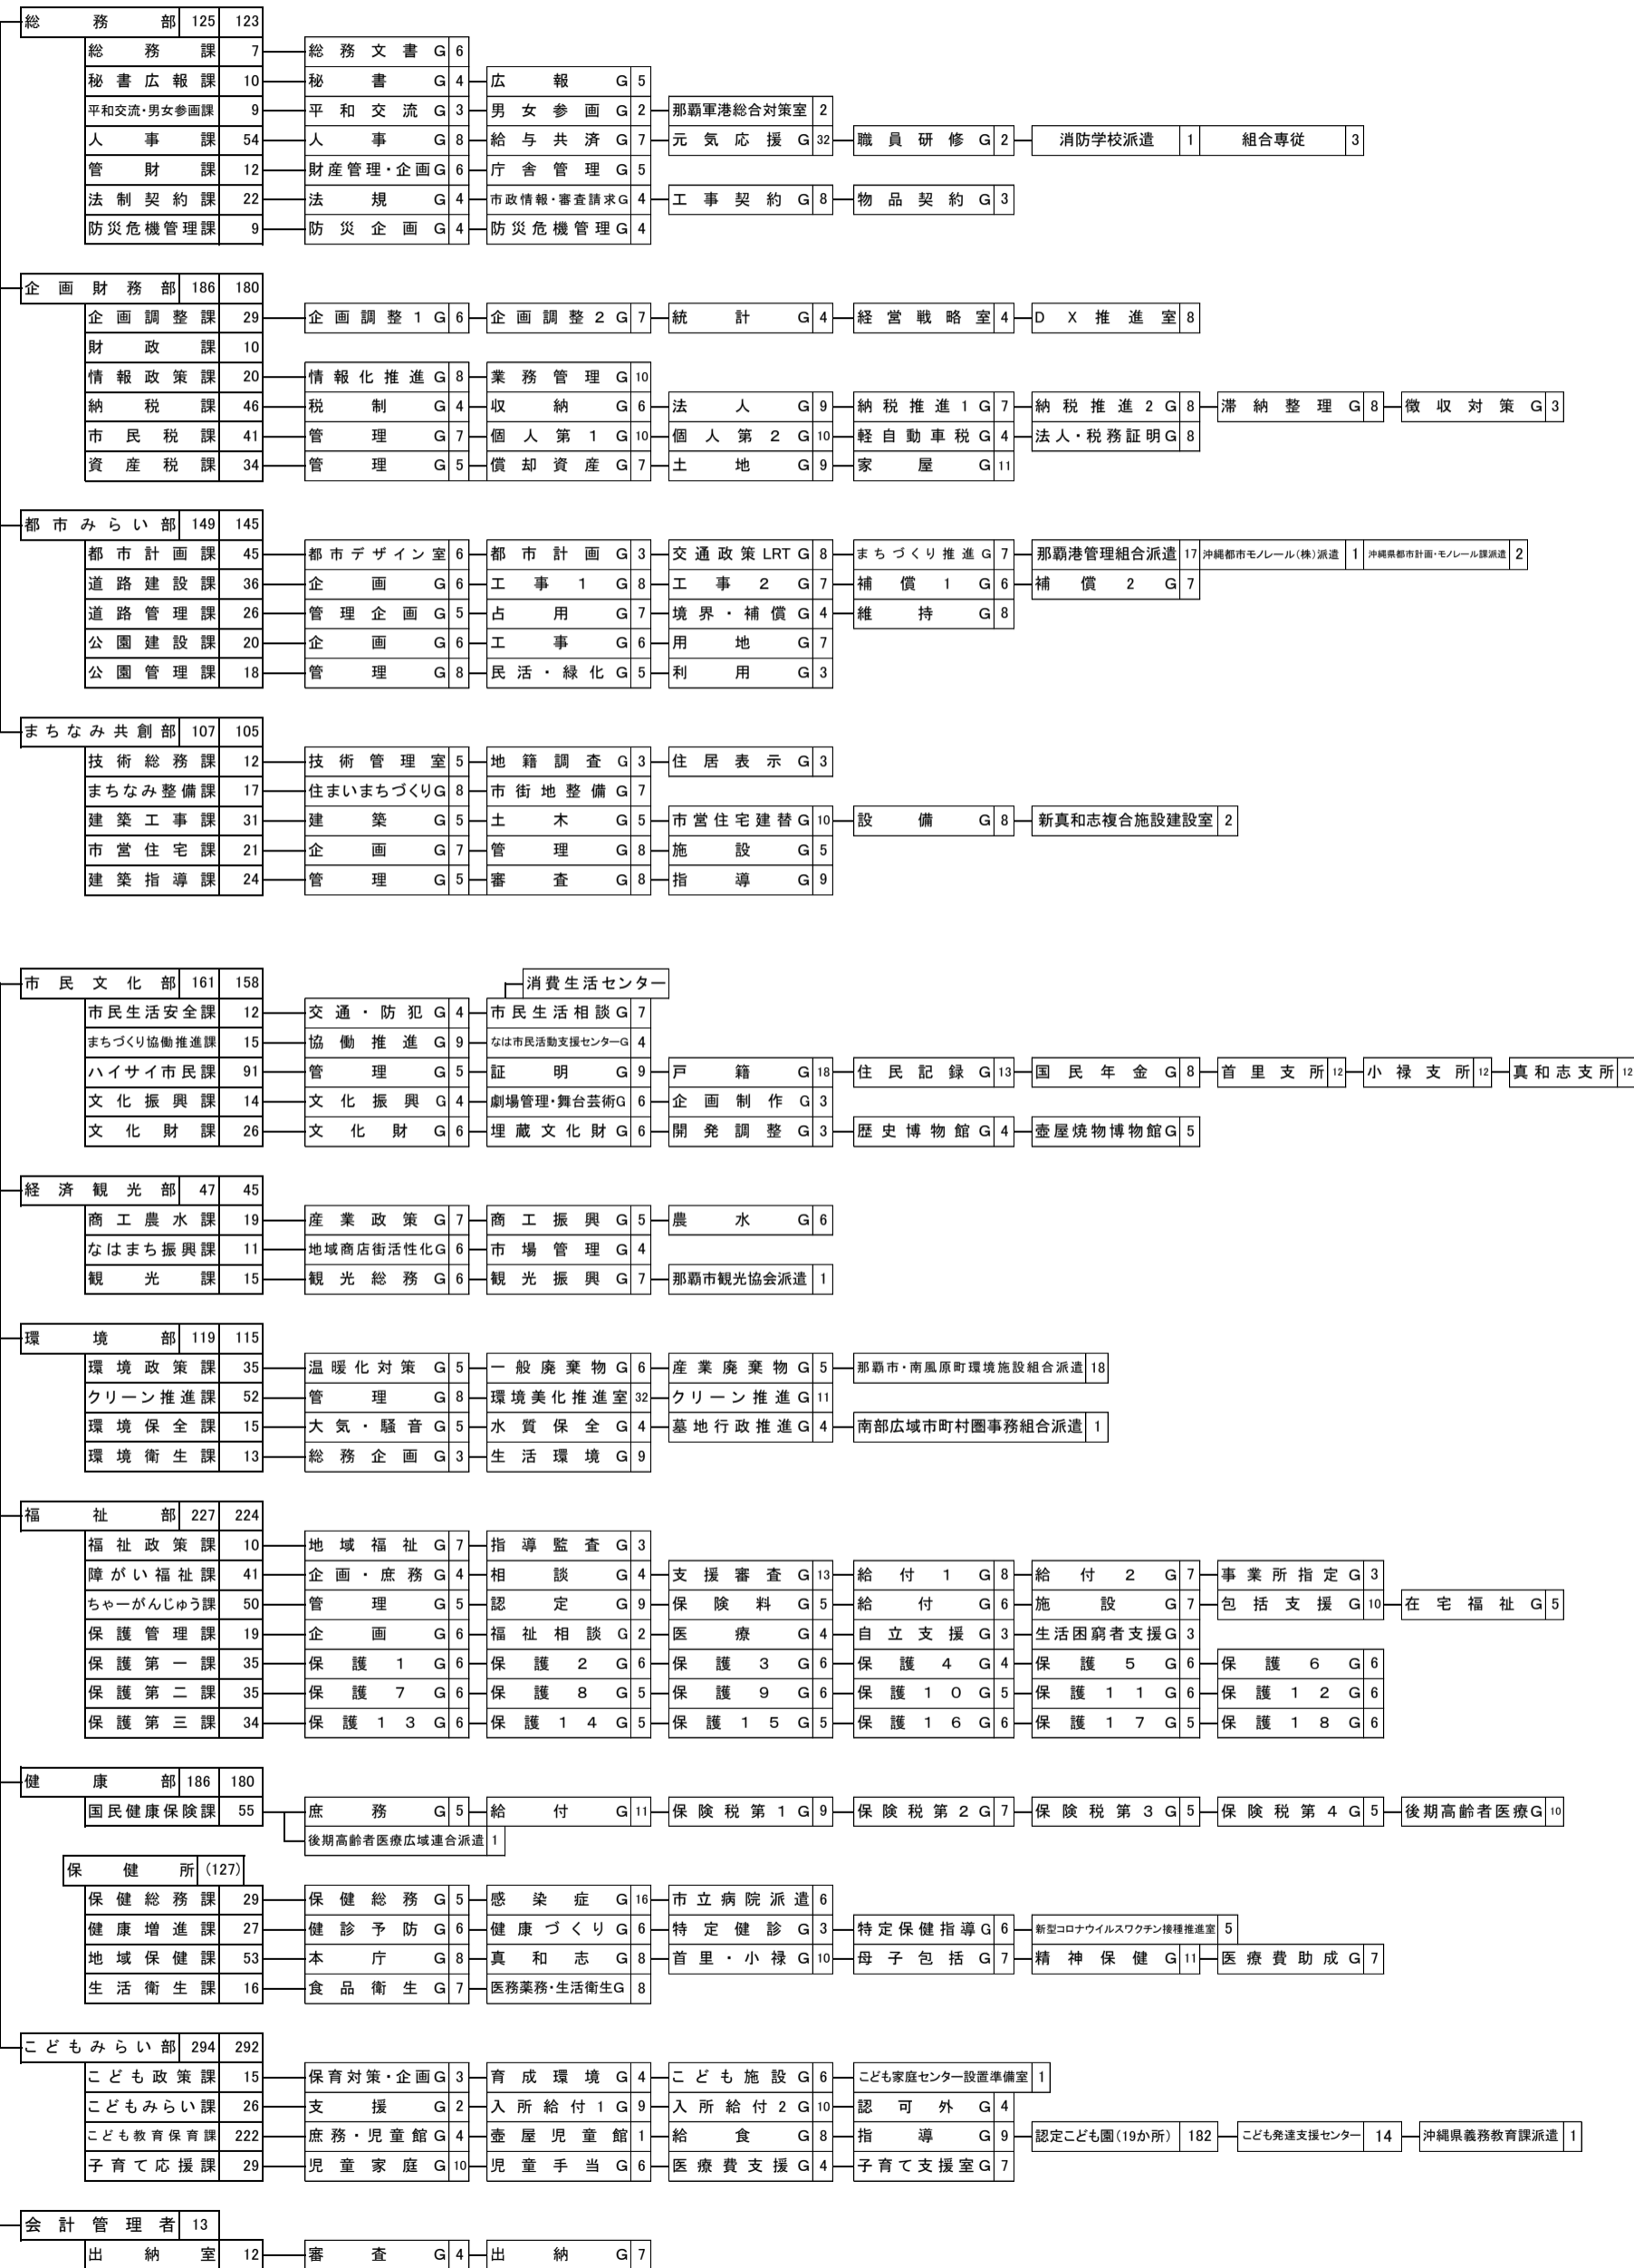 総務部 125 123
総務課 7 総務文書G 6
秘書広報課 10 秘書G 4 広報G 5
平和交流・男女参画課 9 平和交流G 3 男女参画G 2 那覇軍港総合対策室 2
人事課 54 人事G 8 給与共済G 7 元気応援G 32 職員研修G 2 消防学校派遣 1 組合専従 3
管財課 12 財産管理・企画G 6 庁舎管理G 5
法制契約課 22 法規G 4 市政情報・審査請求G 4 工事契約G 8 物品契約G 3
防災危機管理課 9 防災企画G 4 防災危機管理G 4
企画財務部 186 180
企画調整課 29 企画調整1G 6 企画調整2G 7 統計G 4 経営戦略室 4 DX推進室 8
財政課 10
情報政策課 20 情報化推進G 8 業務管理G 10
納税課 46 税制G 4 収納G 6 法人G 9 納税推進1G 7 納税推進2G 8 滞納整理G 8 徴収対策G 3
市民税課 41 管理G 7 個人第1G 10 個人第2G 10 軽自動車税G 4 法人・税務証明G 8
資産税課 34 管理G 5 償却資産G 7 土地G 9 家屋G 11
都市みらい部 149 145
都市計画課 45 都市デザイン室 6 都市計画G 3 交通政策LRTG 8 まちづくり推進G 7 那覇港管理組合派遣 17 沖縄都市モノレール(株)派遣 1 沖縄県都市計画・モノレール課派遣 2
道路建設課 36 企画G 6 工事1G 8 工事2G 7 補償1G 6 補償2G 7
道路管理課 26 管理企画G 5 占用G 7 境界・補償G 4 維持G 8
公園建設課 20 企画G 6 工事G 6 用地G 7
公園管理課 18 管理G 8 民活・緑化G 5 利用G 3
まちなみ共創部 107 105
技術総務課 12 技術管理室 5 地籍調査G 3 住居表示G 3
まちなみ整備課 17 住まいまちづくりG 8 市街地整備G 7
建築工事課 31 建築G 5 土木G 5 市営住宅建替G 10 設備G 8 新真和志複合施設建設室 2
市営住宅課 21 企画G 7 管理G 8 施設G 5
建築指導課 24 管理G 5 審査G 8 指導G 9
市民文化部 161 158 消費生活センター
市民生活安全課 12 交通・防犯G 4 市民生活相談G 7
まちづくり協働推進課 15 協働推進G 9 なは市民活動支援センターG 4
ハイサイ市民課 91 管理G 5 証明G 9 戸籍G 18 住民記録G 13 国民年金G 8 首里支所 12 小禄支所 12 真和志支所 12
文化振興課 14 文化振興G 4 劇場管理・舞台芸術G 6 企画制作G 3
文化財課 26 文化財G 6 埋蔵文化財G 6 開発調整G 3 歴史博物館G 4 壺屋焼物博物館G 5
経済観光部 47 45
商工農水課 19 産業政策G 7 商工振興G 5 農水G 6
なはまち振興課 11 地域商店街活性化G 6 市場管理G 4
観光課 15 観光総務G 6 観光振興G 7 那覇市観光協会派遣 1
環境部 119 115
環境政策課 35 温暖化対策G 5 一般廃棄物G 6 産業廃棄物G 5 那覇市・南風原町環境施設組合派遣 18
クリーン推進課 52 管理G 8 環境美化推進室 32 クリーン推進G 11
環境保全課 15 大気・騒音G 5 水質保全G 4 墓地行政推進G 4 南部広域市町村圏事務組合派遣 1
環境衛生課 13 総務企画G 3 生活環境G 9
福祉部 227 224
福祉政策課 10 地域福祉G 7 指導監査G 3
障がい福祉課 41 企画・庶務G 4 相談G 4 支援審査G 13 給付1G 8 給付2G 7 事業所指定G 3
ちゃーがんじゅう課 50 管理G 5 認定G 9 保険料G 5 給付G 6 施設G 7 包括支援G 10 在宅福祉G 5
保護管理課 19 企画G 6 福祉相談G 2 医療G 4 自立支援G 3 生活困窮者支援G 3
保護第一課 35 保護1G 6 保護2G 6 保護3G 6 保護4G 4 保護5G 6 保護6G 6
保護第二課 35 保護7G 6 保護8G 5 保護9G 6 保護10G 5 保護11G 6 保護12G 6
保護第三課 34 保護13G 6 保護14G 5 保護15G 5 保護16G 6 保護17G 5 保護18G 6
健康部 186 180
国民健康保険課 55 庶務G 5 給付G 11 保険税第1G 9 保険税第2G 7 保険税第3G 5 保険税第4G 5 後期高齢者医療G 10
後期高齢者医療広域連合派遣 1
保健所 (127)
保健総務課 29 保健総務G 5 感染症G 16 市立病院派遣 6
健康増進課 27 健診予防G 6 健康づくりG 6 特定健診G 3 特定保健指導G 6 新型コロナウイルスワクチン接種推進室 5
地域保健課 53 本庁G 8 真和志G 8 首里・小禄G 10 母子包括G 7 精神保健G 11 医療費助成G 7
生活衛生課 16 食品衛生G 7 医務薬務・生活衛生G 8
こどもみらい部 294 292
こども政策課 15 保育対策・企画G 3 育成環境G 4 こども施設G 6 こども家庭センター設置準備室 1
こどもみらい課 26 支援G 2 入所給付1G 9 入所給付2G 10 認可外G 4
こども教育保育課 222 庶務・児童館G 4 壺屋児童館 1 給食G 8 指導G 9 認定こども園(19か所) 182 こども発達支援センター 14 沖縄県義務教育課派遣 1
子育て応援課 29 児童家庭G 10 児童手当G 6 医療費支援G 4 子育て支援室G 7
会計管理者 13
出納室 12 審査G 4 出納G 7